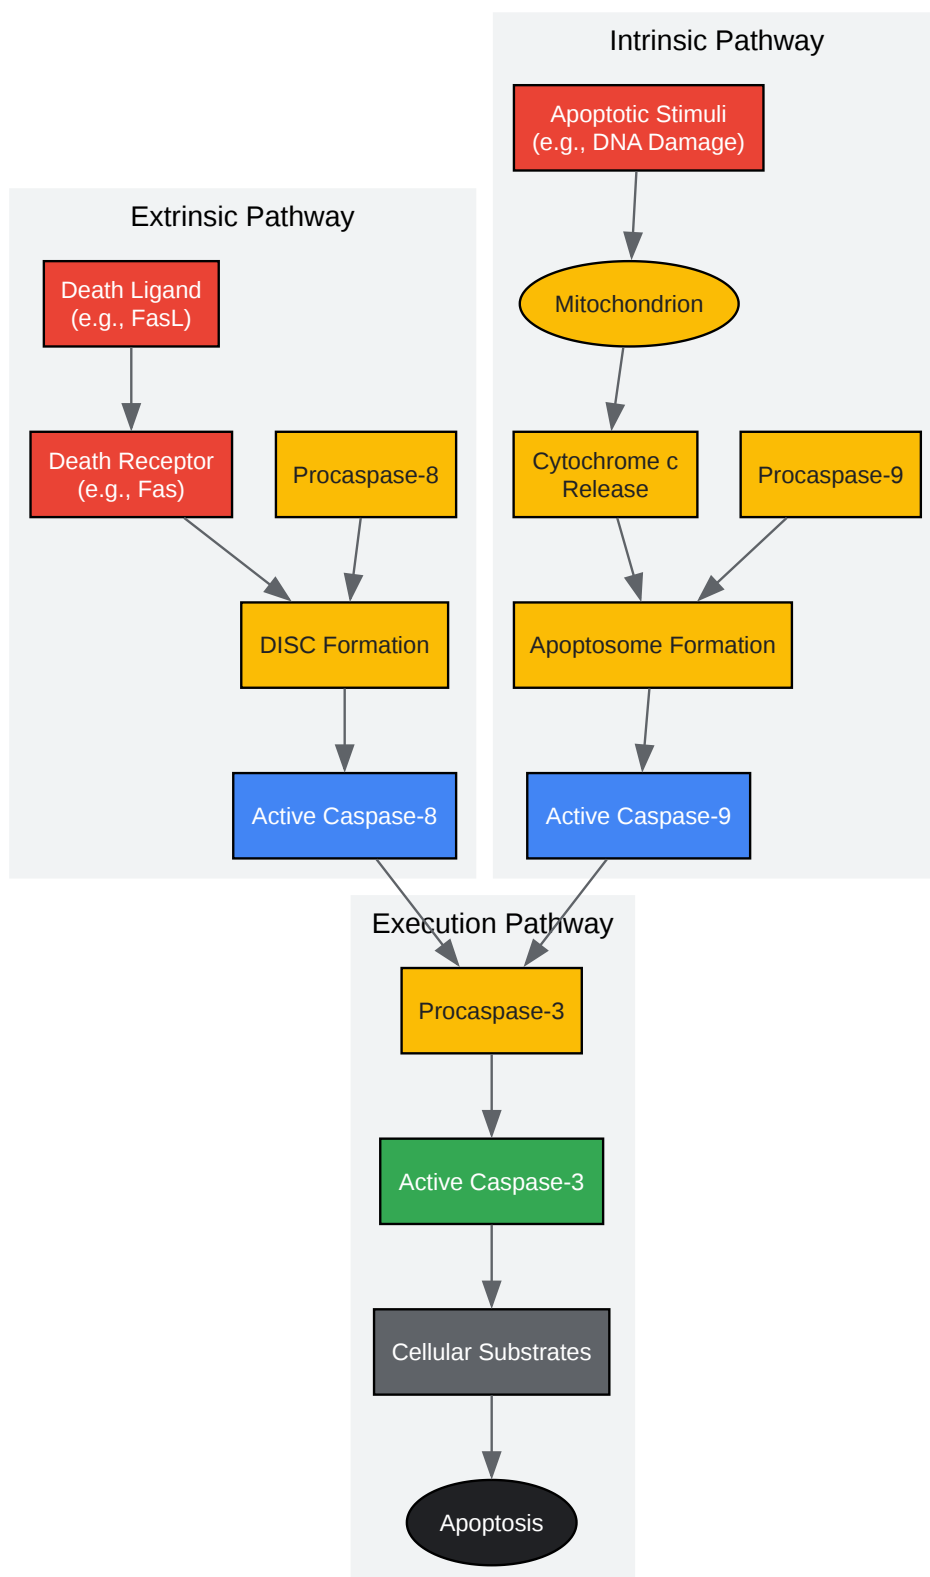 Intrinsic Pathway
Apoptotic Stimuli
(e.g., DNA Damage)
Mitochondrion
Cytochrome c
Release
Procaspase-9
Apoptosome Formation
Active Caspase-9
Extrinsic Pathway
Death Ligand
(e.g., FasL)
Death Receptor
(e.g., Fas)
Procaspase-8
DISC Formation
Active Caspase-8
Execution Pathway
Procaspase-3
Active Caspase-3
Cellular Substrates
Apoptosis